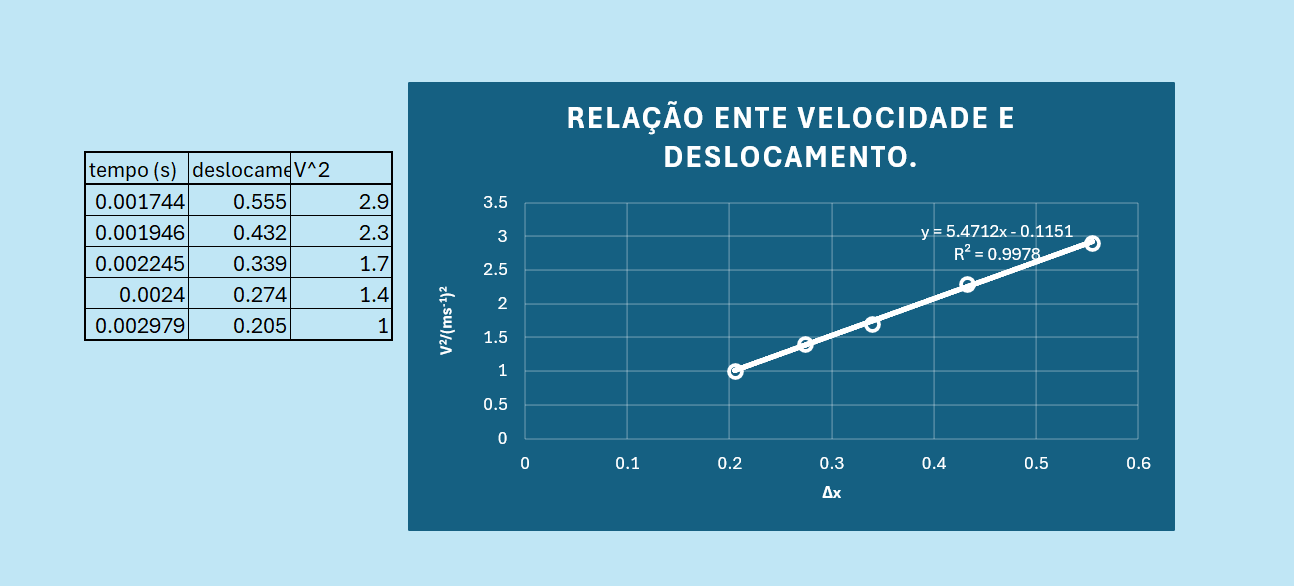 RELAÇÃO ENTE VELOCIDADE E
DESLOCAMENTO.
tempo (s) deslocame V^2
0.001744 0.555 2.9
0.001946 0.432 2.3
0.002245 0.339 1.7
0.0024 0.274 1.4
0.002979 0.205 1
3.5
3
2.5
2
1.5
1
0.5
0
V²/(ms⁻¹)²
y = 5.4712x - 0.1151
R² = 0.9978
0 0.1 0.2 0.3 0.4 0.5 0.6
Δx